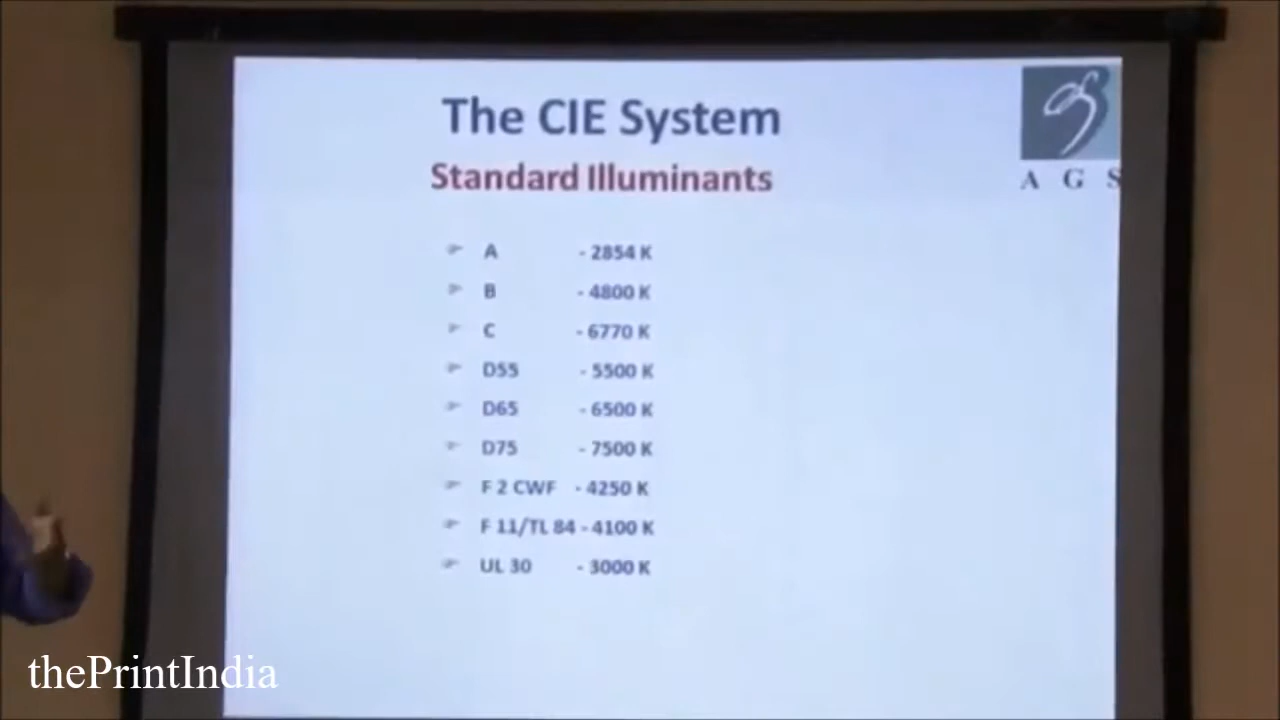 The CIE System
Standard Illuminants
A G S
A - 2854 K
B - 4800 K
C - 6770 K
D55 - 5500 K
D65 - 6500 K
D75 - 7500 K
F 2 CWF - 4250 K
F 11/TL 84 - 4100 K
UL 30 - 3000 K
thePrintIndia